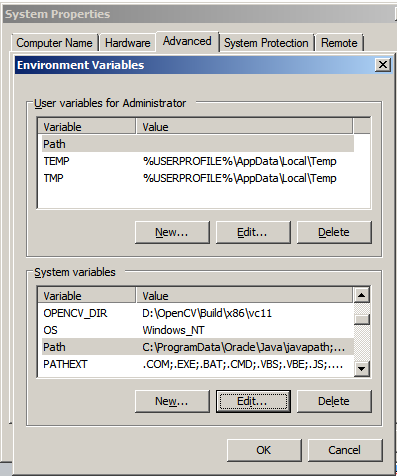 System Properties
Computer Name Hardware Advanced System Protection Remote
Environment Variables
User variables for Administrator
Variable Value
Path
TEMP %USERPROFILE%\AppData\Local\Temp
TMP %USERPROFILE%\AppData\Local\Temp
New... Edit... Delete
System variables
Variable Value
OPENCV_DIR D:\OpenCV\Build\x86\vc11
OS Windows_NT
Path C:\ProgramData\Oracle\Java\javapath;...
PATHEXT .COM;.EXE;.BAT;.CMD;.VBS;.VBE;.JS;....
New... Edit... Delete
OK Cancel